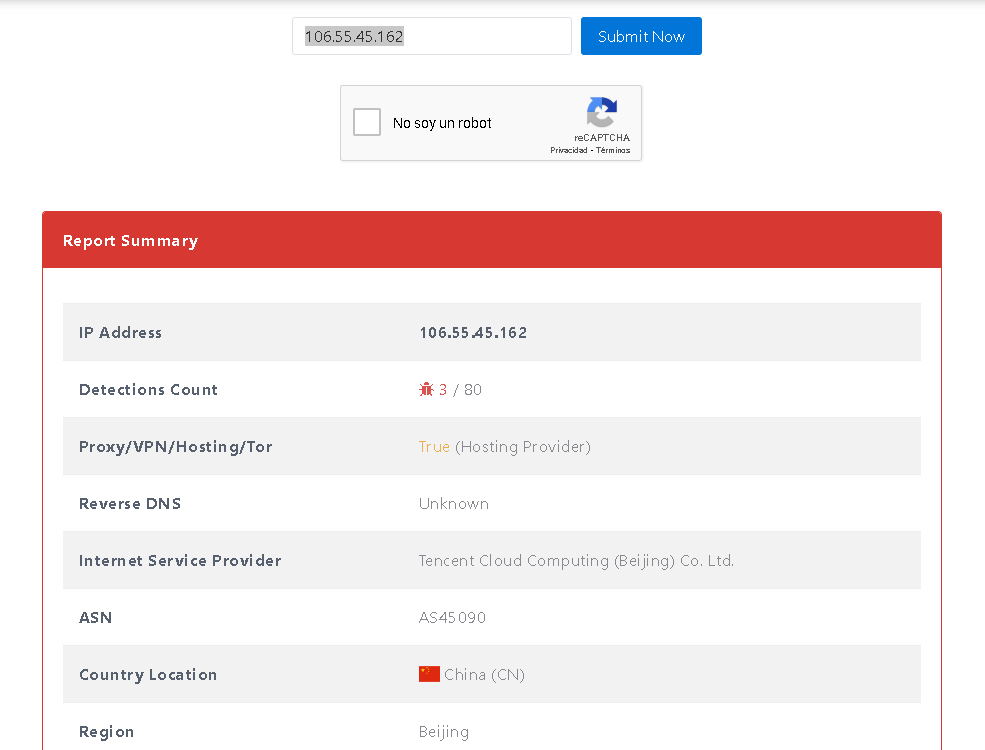 106.55.45.162 Submit Now
No soy un robot
reCAPTCHA
Privacidad - Términos
Report Summary
IP Address 106.55.45.162
Detections Count 3 / 80
Proxy/VPN/Hosting/Tor True (Hosting Provider)
Reverse DNS Unknown
Internet Service Provider Tencent Cloud Computing (Beijing) Co. Ltd.
ASN AS45090
Country Location China (CN)
Region Beijing